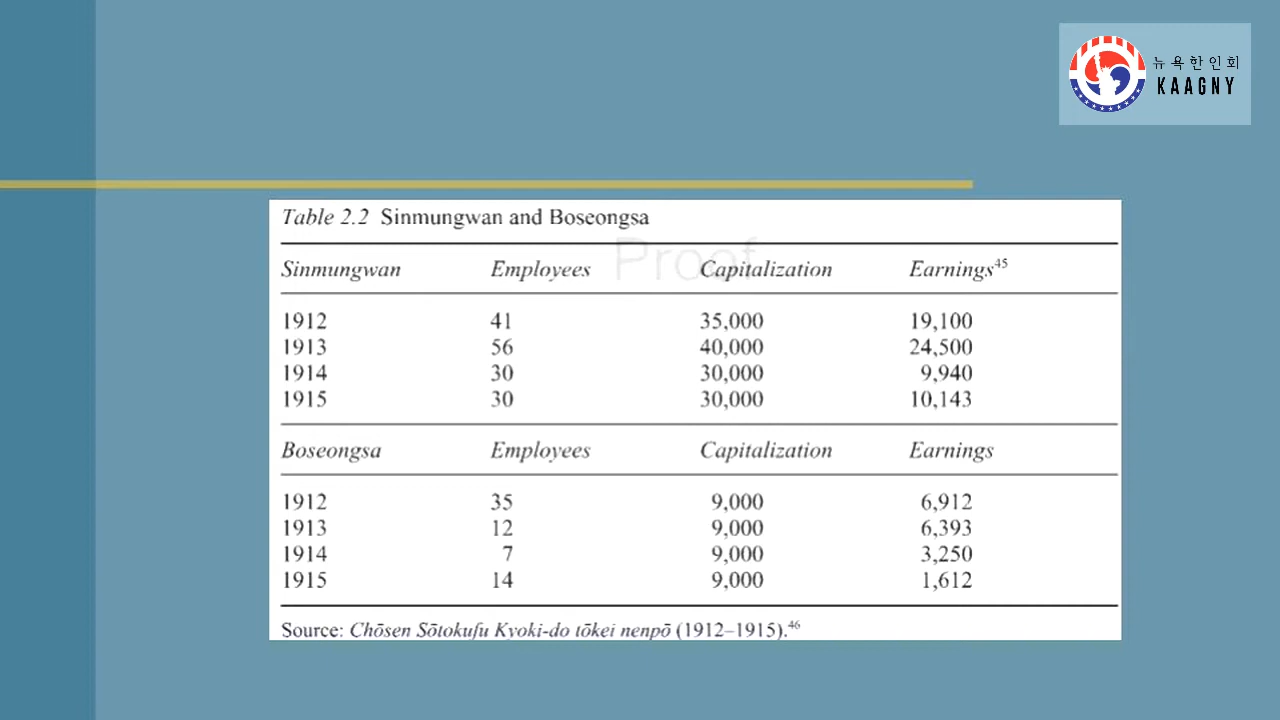 뉴욕한인회
KAAGNY
Table 2.2 Sinmungwan and Boseongsa
Proof
Sinmungwan Employees Capitalization Earnings45
1912 41 35,000 19,100
1913 56 40,000 24,500
1914 30 30,000 9,940
1915 30 30,000 10,143
Boseongsa Employees Capitalization Earnings
1912 35 9,000 6,912
1913 12 9,000 6,393
1914 7 9,000 3,250
1915 14 9,000 1,612
Source: Chōsen Sōtokufu Kyoki-do tōkei nenpō (1912–1915).46